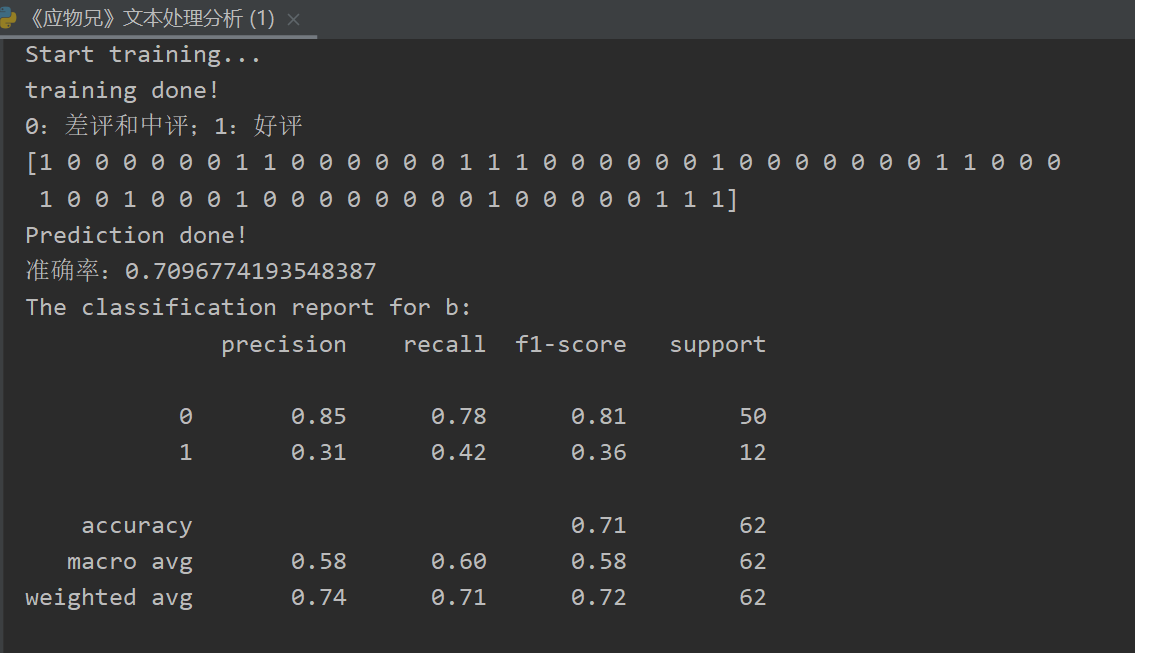 《应物兄》文本处理分析 (1) ×
Start training...
training done!
0: 差评和中评; 1: 好评
[1 0 0 0 0 0 0 1 1 0 0 0 0 0 0 1 1 1 0 0 0 0 0 0 1 0 0 0 0 0 0 0 1 1 0 0 0
1 0 0 1 0 0 0 1 0 0 0 0 0 0 0 0 1 0 0 0 0 0 1 1 1]
Prediction done!
准确率: 0.7096774193548387
The classification report for b:
precision recall f1-score support
0 0.85 0.78 0.81 50
1 0.31 0.42 0.36 12
accuracy 0.71 62
macro avg 0.58 0.60 0.58 62
weighted avg 0.74 0.71 0.72 62